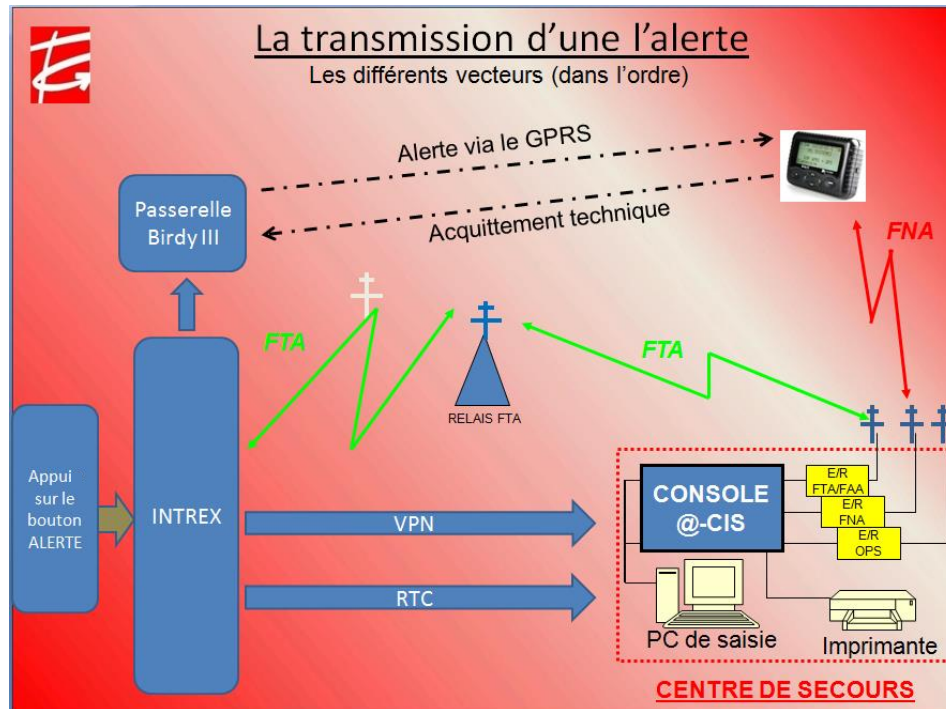 La transmission d'une l'alerte
Les différents vecteurs (dans l'ordre)
Alerte via le GPRS
Passerelle
Birdy III
Acquittement technique
FNA
FTA
FTA
RELAIS FTA
Appui
sur le
bouton
ALERTE
INTREX
VPN
RTC
CONSOLE
@-CIS
E/R
FTA/FAA
E/R
FNA
E/R
OPS
PC de saisie
Imprimante
CENTRE DE SECOURS